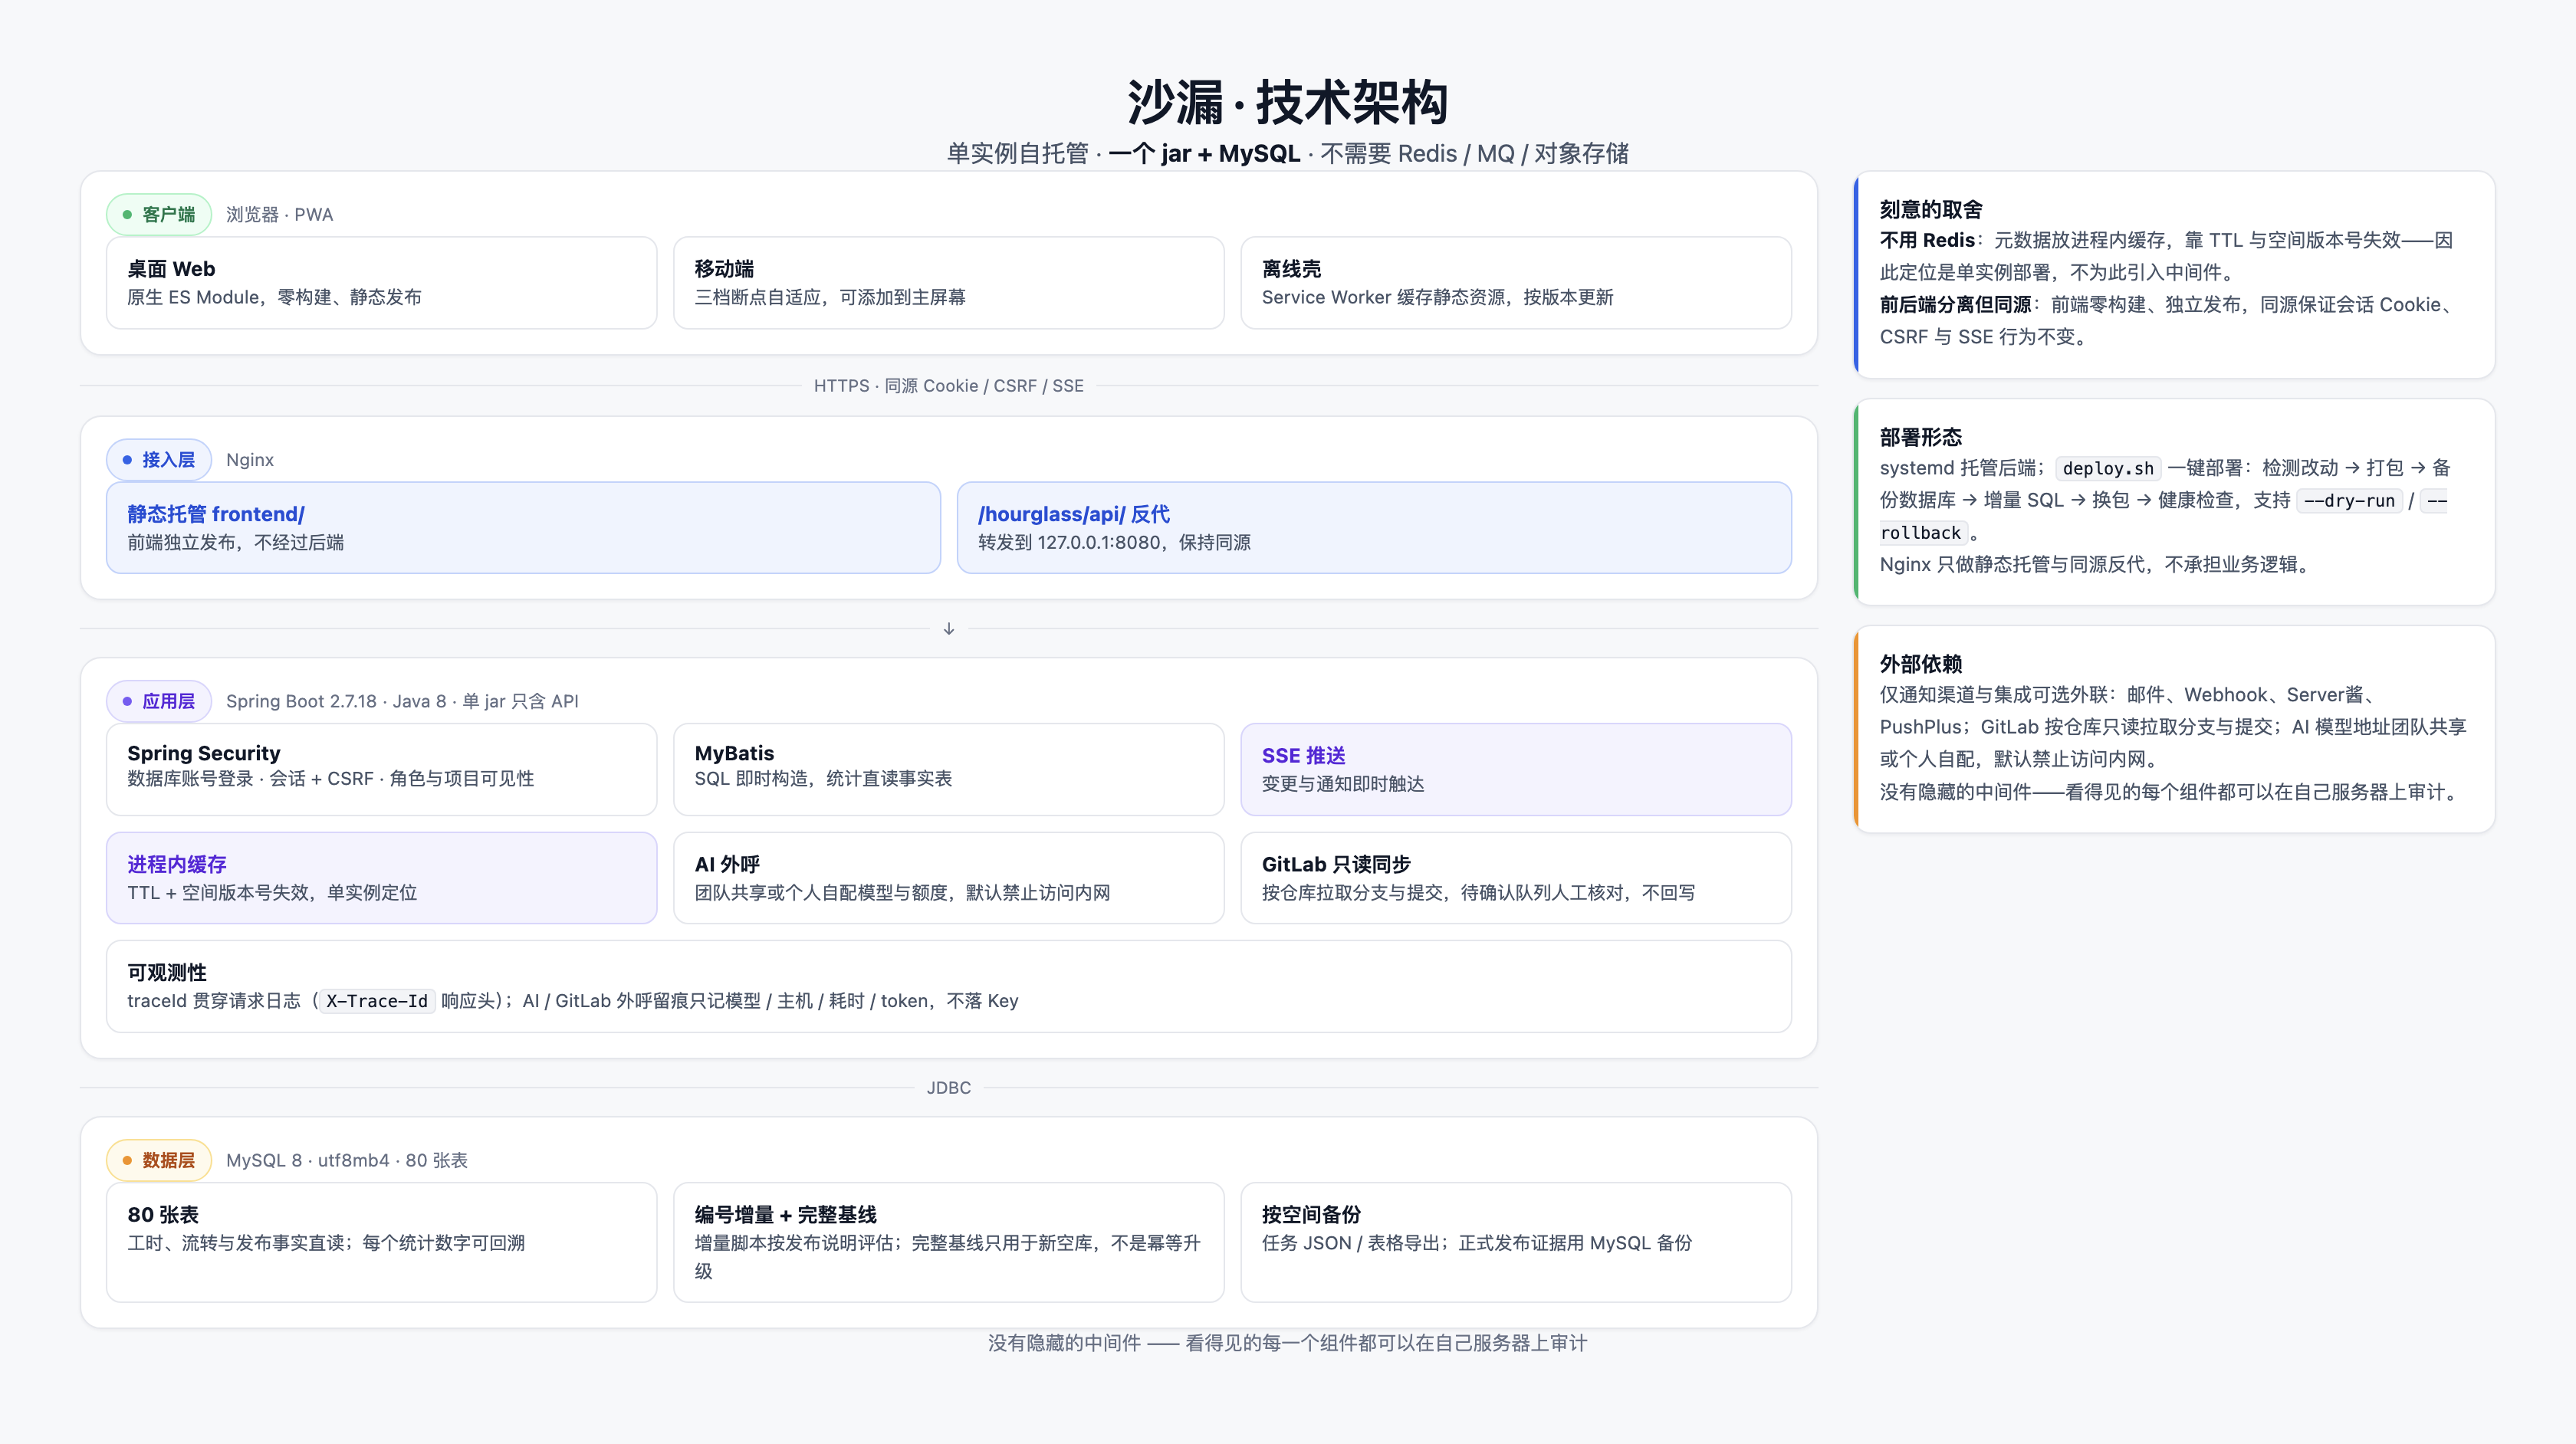 沙漏 · 技术架构
单实例自托管 · 一个 jar + MySQL · 不需要 Redis / MQ / 对象存储
客户端 浏览器 · PWA
桌面 Web
原生 ES Module，零构建、静态发布
移动端
三档断点自适应，可添加到主屏幕
离线壳
Service Worker 缓存静态资源，按版本更新
HTTPS · 同源 Cookie / CSRF / SSE
接入层 Nginx
静态托管 frontend/
前端独立发布，不经过后端
/hourglass/api/ 反代
转发到 127.0.0.1:8080，保持同源
↓
应用层 Spring Boot 2.7.18 · Java 8 · 单 jar 只含 API
Spring Security
数据库账号登录 · 会话 + CSRF · 角色与项目可见性
MyBatis
SQL 即时构造，统计直读事实表
SSE 推送
变更与通知即时触达
进程内缓存
TTL + 空间版本号失效，单实例定位
AI 外呼
团队共享或个人自配模型与额度，默认禁止访问内网
GitLab 只读同步
按仓库拉取分支与提交，待确认队列人工核对，不回写
可观测性
traceId 贯穿请求日志（X-Trace-Id 响应头）；AI / GitLab 外呼留痕只记模型 / 主机 / 耗时 / token，不落 Key
JDBC
数据层 MySQL 8 · utf8mb4 · 80 张表
80 张表
工时、流转与发布事实直读；每个统计数字可回溯
编号增量 + 完整基线
增量脚本按发布说明评估；完整基线只用于新空库，不是幂等升
级
按空间备份
任务 JSON / 表格导出；正式发布证据用 MySQL 备份
刻意的取舍
不用 Redis：元数据放进程内缓存，靠 TTL 与空间版本号失效——因
此定位是单实例部署，不为此引入中间件。
前后端分离但同源：前端零构建、独立发布，同源保证会话 Cookie、
CSRF 与 SSE 行为不变。
部署形态
systemd 托管后端；deploy.sh 一键部署：检测改动 → 打包 → 备
份数据库 → 增量 SQL → 换包 → 健康检查，支持 --dry-run / --
rollback。
Nginx 只做静态托管与同源反代，不承担业务逻辑。
外部依赖
仅通知渠道与集成可选外联：邮件、Webhook、Server酱、
PushPlus；GitLab 按仓库只读拉取分支与提交；AI 模型地址团队共享
或个人自配，默认禁止访问内网。
没有隐藏的中间件——看得见的每个组件都可以在自己服务器上审计。
没有隐藏的中间件 —— 看得见的每一个组件都可以在自己服务器上审计